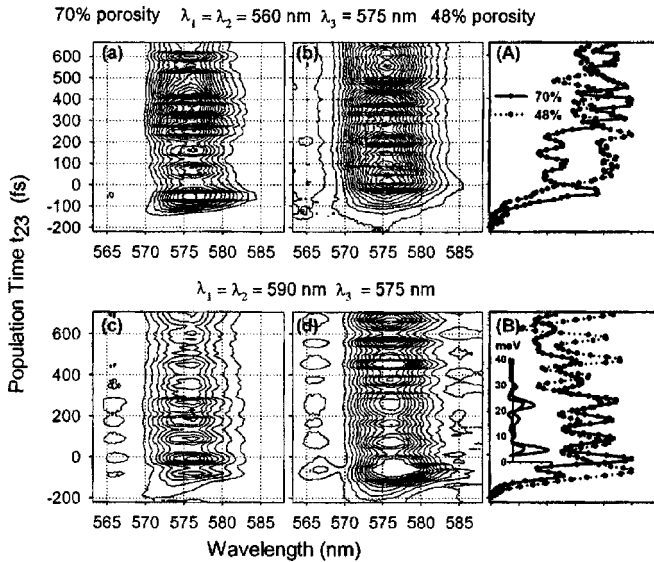 70% porosity λ₁ = λ₂ = 560 nm λ₃ = 575 nm 48% porosity
(a) (b) (A)
70%
48%
600
500
400
300
200
100
0
-100
-200
565 570 575 580 585 565 570 575 580 585
Population Time t₂₃ (fs)
λ₁ = λ₂ = 590 nm λ₃ = 575 nm
(c) (d) (B)
meV
40
30
20
10
0
600
400
200
0
-200
565 570 575 580 585 565 570 575 580 585
Wavelength (nm)